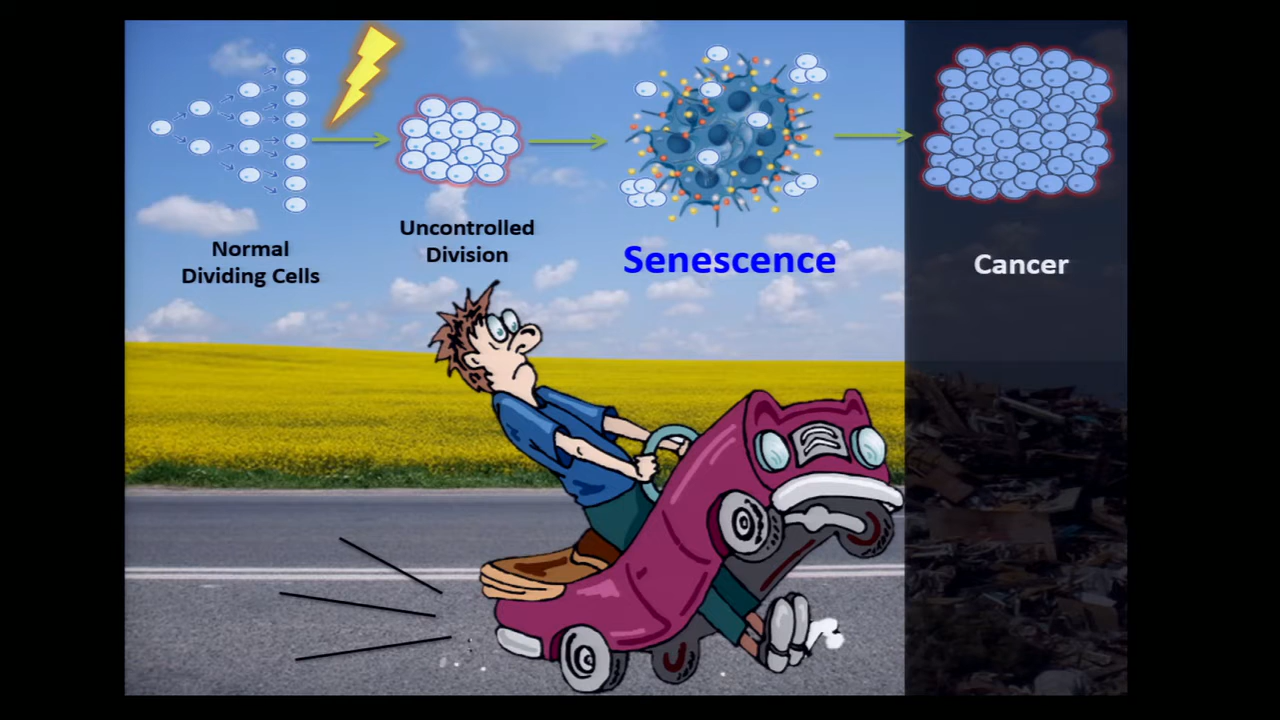 Normal
Dividing Cells
Uncontrolled
Division
Senescence
Cancer